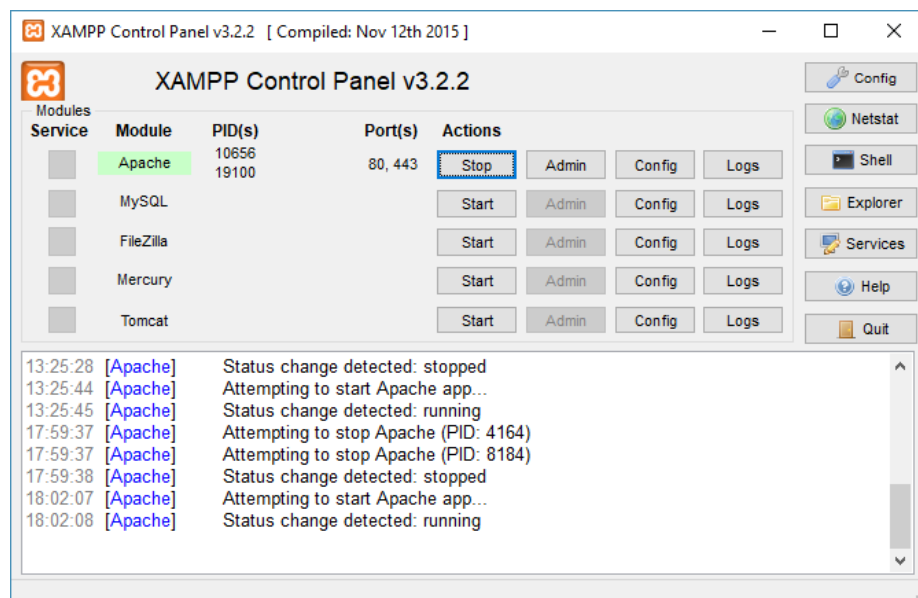 XAMPP Control Panel v3.2.2 [ Compiled: Nov 12th 2015 ]
XAMPP Control Panel v3.2.2
Config
Modules
Service Module PID(s) Port(s) Actions
Netstat
Apache 10656 19100 80, 443 Stop Admin Config Logs
Shell
MySQL Start Admin Config Logs
Explorer
FileZilla Start Admin Config Logs
Services
Mercury Start Admin Config Logs
Help
Tomcat Start Admin Config Logs
Quit
13:25:28 [Apache] Status change detected: stopped
13:25:44 [Apache] Attempting to start Apache app...
13:25:45 [Apache] Status change detected: running
17:59:37 [Apache] Attempting to stop Apache (PID: 4164)
17:59:37 [Apache] Attempting to stop Apache (PID: 8184)
17:59:38 [Apache] Status change detected: stopped
18:02:07 [Apache] Attempting to start Apache app...
18:02:08 [Apache] Status change detected: running